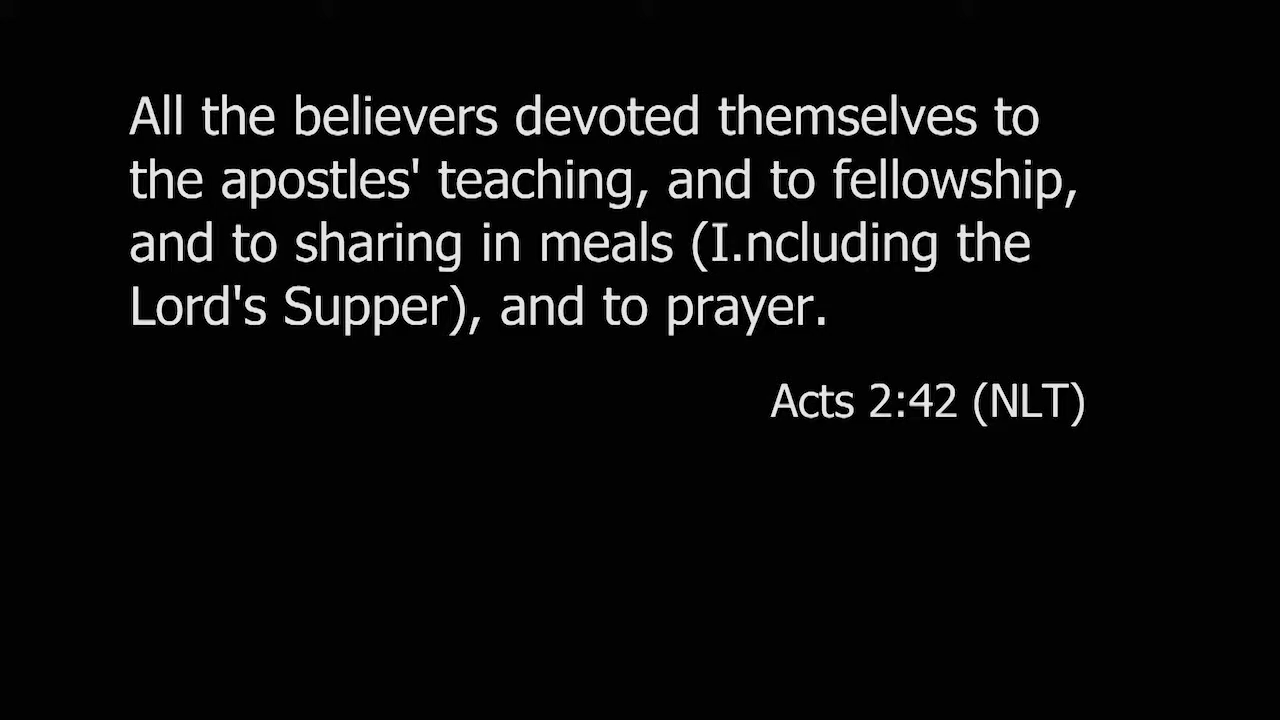 All the believers devoted themselves to
the apostles' teaching, and to fellowship,
and to sharing in meals (I.ncluding the
Lord's Supper), and to prayer.
Acts 2:42 (NLT)